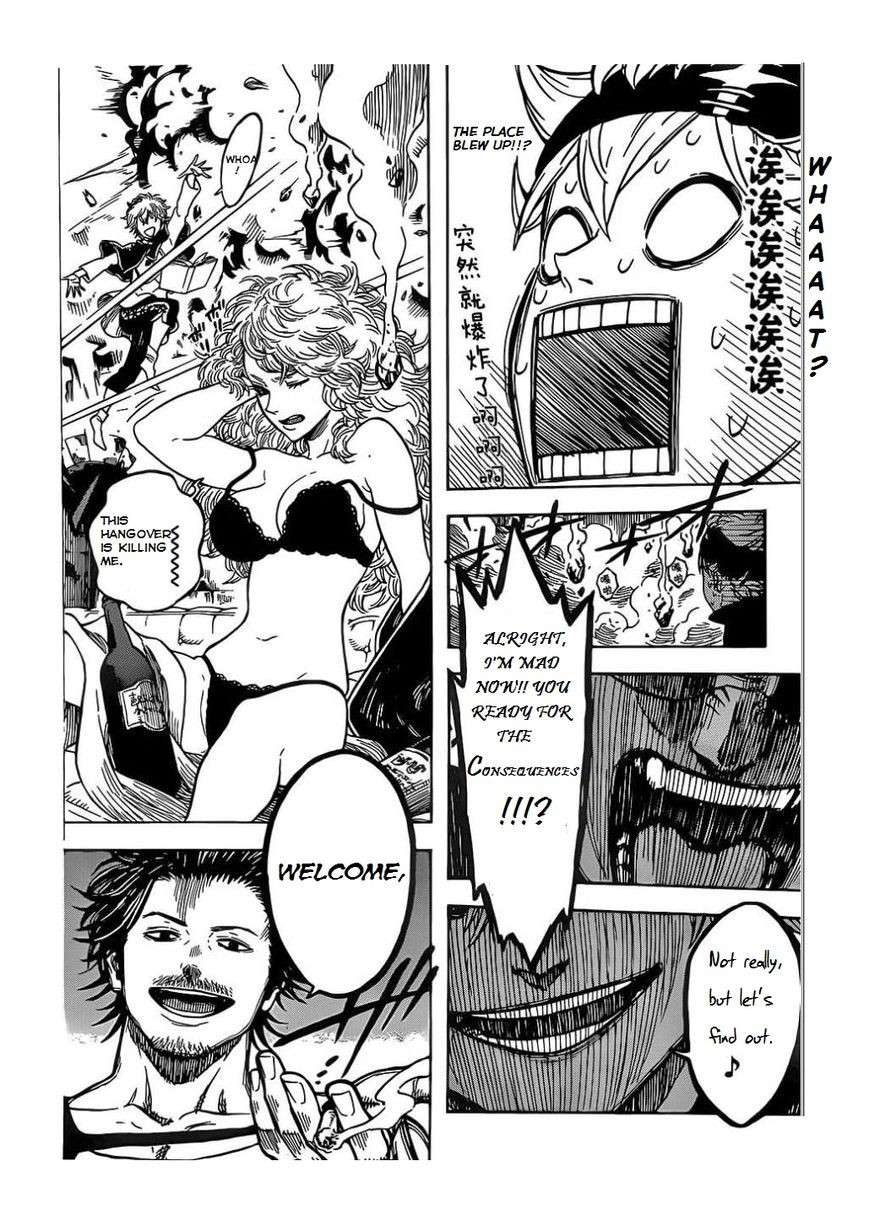 WHAAAAT?
诶诶诶诶诶诶
THE PLACE
BLEW UP!!?
突然就爆炸了啊啊啊
ALRIGHT,
I'M MAD
NOW!! YOU
READY FOR
THE
CONSEQUENCES
!!!?
Not really,
but let's
find out.
♪
WHOA
!
THIS
HANGOVER
IS KILLING
ME.
WELCOME,